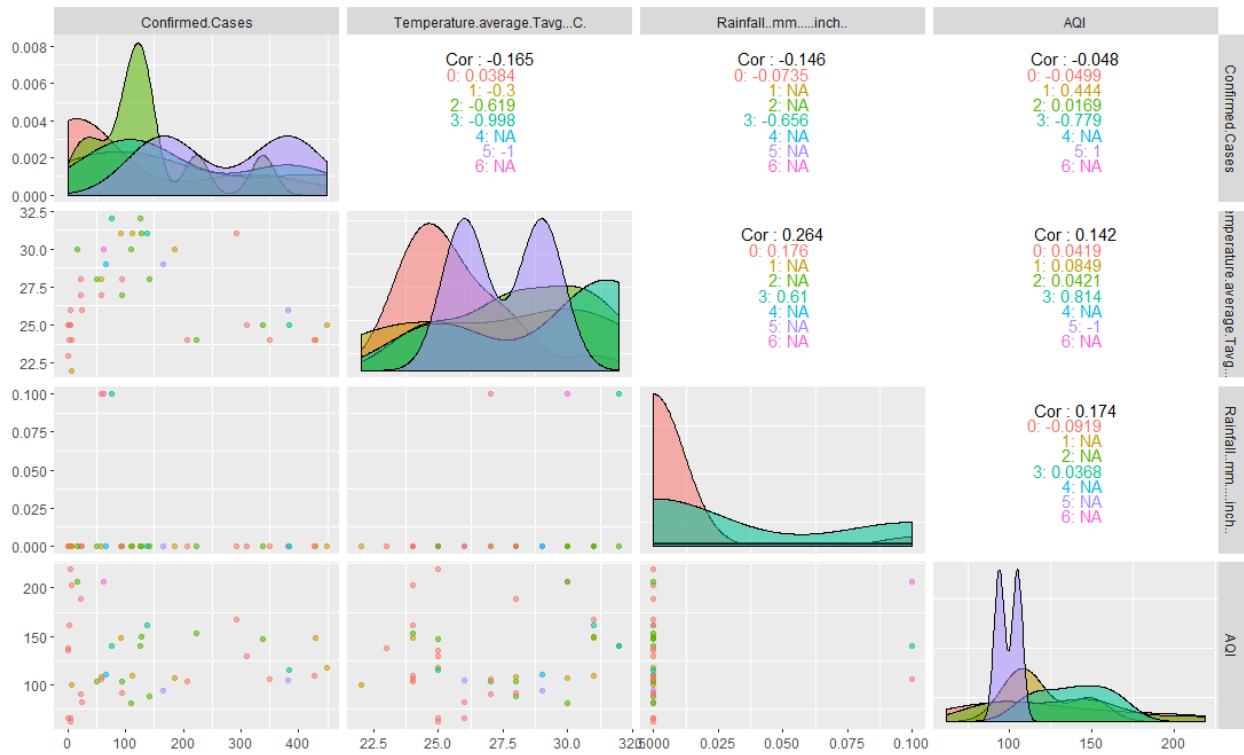 Confirmed.Cases Temperature.average.Tavg...C. Rainfall..mm.....inch.. AQI
0.008
0.006
0.004
0.002
0.000
Cor : -0.165
0: 0.0384
1: -0.3
2: -0.619
3: -0.998
4: NA
5: -1
6: NA
Cor : -0.146
0: -0.0735
1: NA
2: NA
3: -0.656
4: NA
5: NA
6: NA
Cor : -0.048
0: -0.0499
1: 0.444
2: 0.0169
3: -0.779
4: NA
5: 1
6: NA
Confirmed.Cases
32.5
30.0
27.5
25.0
22.5
Cor : 0.264
0: 0.176
1: NA
2: NA
3: 0.61
4: NA
5: NA
6: NA
Cor : 0.142
0: 0.0419
1: 0.0849
2: 0.0421
3: 0.814
4: NA
5: -1
6: NA
emperature.average.Tavg...
0.100
0.075
0.050
0.025
0.000
Cor : 0.174
0: -0.0919
1: NA
2: NA
3: 0.0368
4: NA
5: NA
6: NA
Rainfall..mm.....inch..
200
150
100
AQI
0 100 200 300 400 22.5 25.0 27.5 30.0 0.025 0.050 0.075 0.100 100 150 200